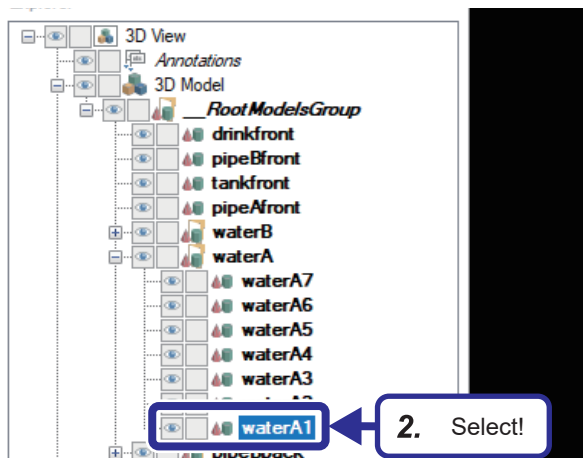 3D View
Annotations
3D Model
__RootModelsGroup
drinkfront
pipeBfront
tankfront
pipeAfront
waterB
waterA
waterA7
waterA6
waterA5
waterA4
waterA3
waterA1
2. Select!